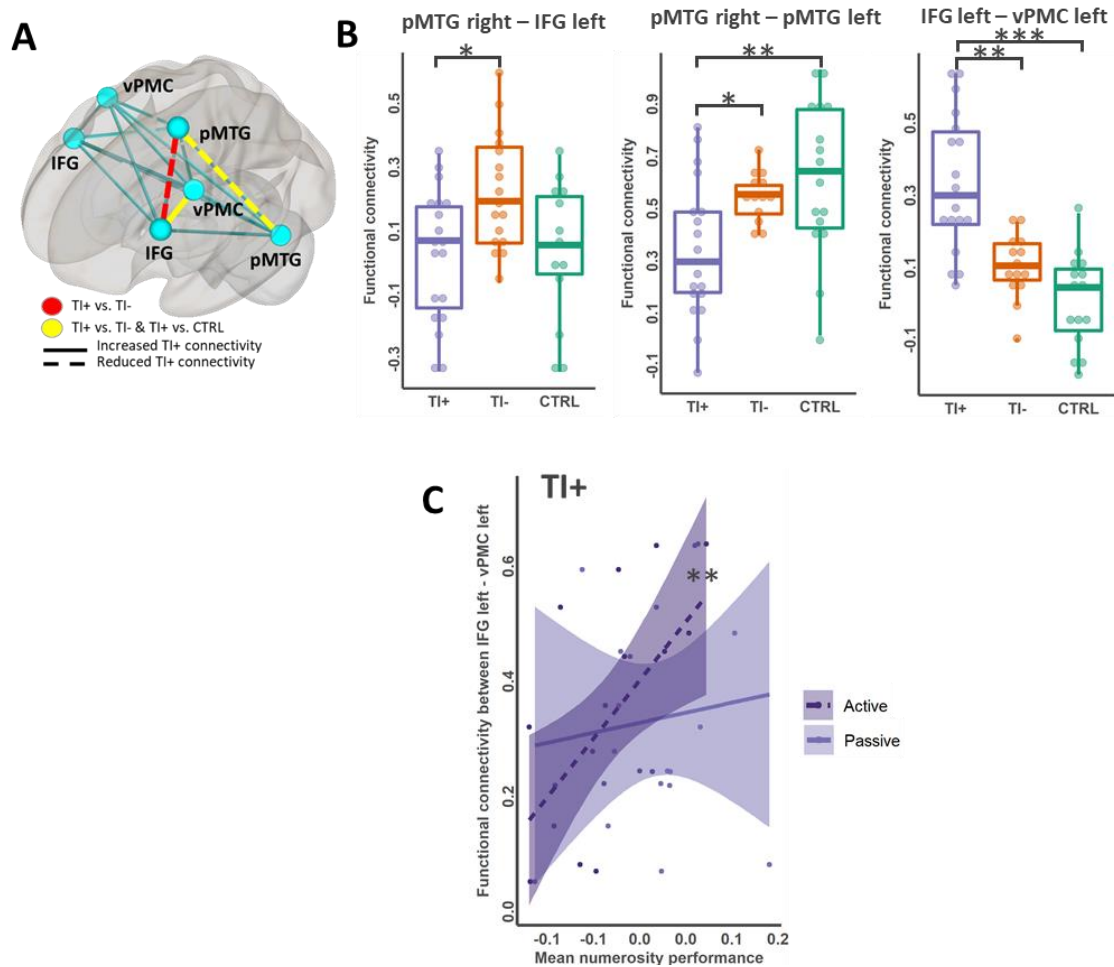 A
vPMC
pMTG
IFG
vPMC
IFG
pMTG
TI+ vs. TI-
TI+ vs. TI- & TI+ vs. CTRL
Increased TI+ connectivity
Reduced TI+ connectivity
B
pMTG right – IFG left
*
Functional connectivity
0.5
0.3
0.1
-0.1
-0.3
TI+ TI- CTRL
pMTG right – pMTG left
**
*
Functional connectivity
0.9
0.7
0.5
0.3
0.1
-0.1
TI+ TI- CTRL
IFG left – vPMC left
***
**
Functional connectivity
0.5
0.3
0.1
-0.1
TI+ TI- CTRL
C
TI+
**
Functional connectivity between IFG left - vPMC left
0.6
0.4
0.2
0.0
-0.1 -0.1 0.0 0.0 0.1 0.2
Mean numerosity performance
Active
Passive